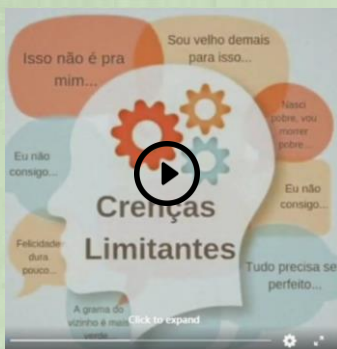 Isso não é pra
mim...
Sou velho demais
para isso...
Nasci
pobre, vou
morrer
pobre...
Eu não
consigo...
Crenças
Limitantes
Eu não
consigo...
Felicidade
dura
pouco...
Tudo precisa se
perfeito...
A grama do
vizinho é mais
verde...
Click to expand